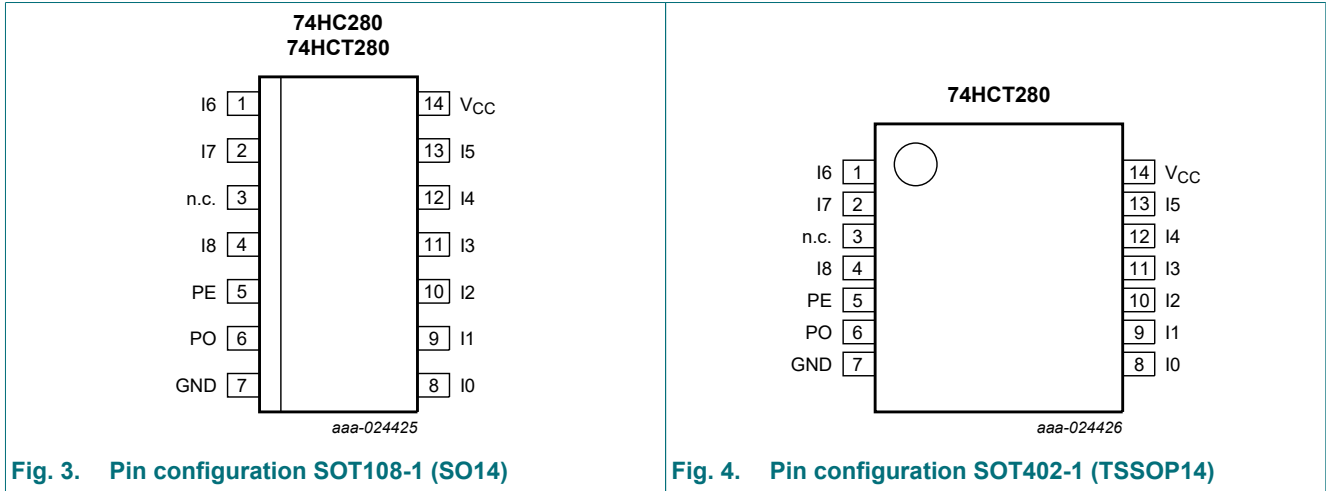 74HC280
74HCT280
I6 1 14 VCC
I7 2 13 I5
n.c. 3 12 I4
I8 4 11 I3
PE 5 10 I2
PO 6 9 I1
GND 7 8 I0
aaa-024425
Fig. 3. Pin configuration SOT108-1 (SO14)
74HCT280
I6 1 14 VCC
I7 2 13 I5
n.c. 3 12 I4
I8 4 11 I3
PE 5 10 I2
PO 6 9 I1
GND 7 8 I0
aaa-024426
Fig. 4. Pin configuration SOT402-1 (TSSOP14)